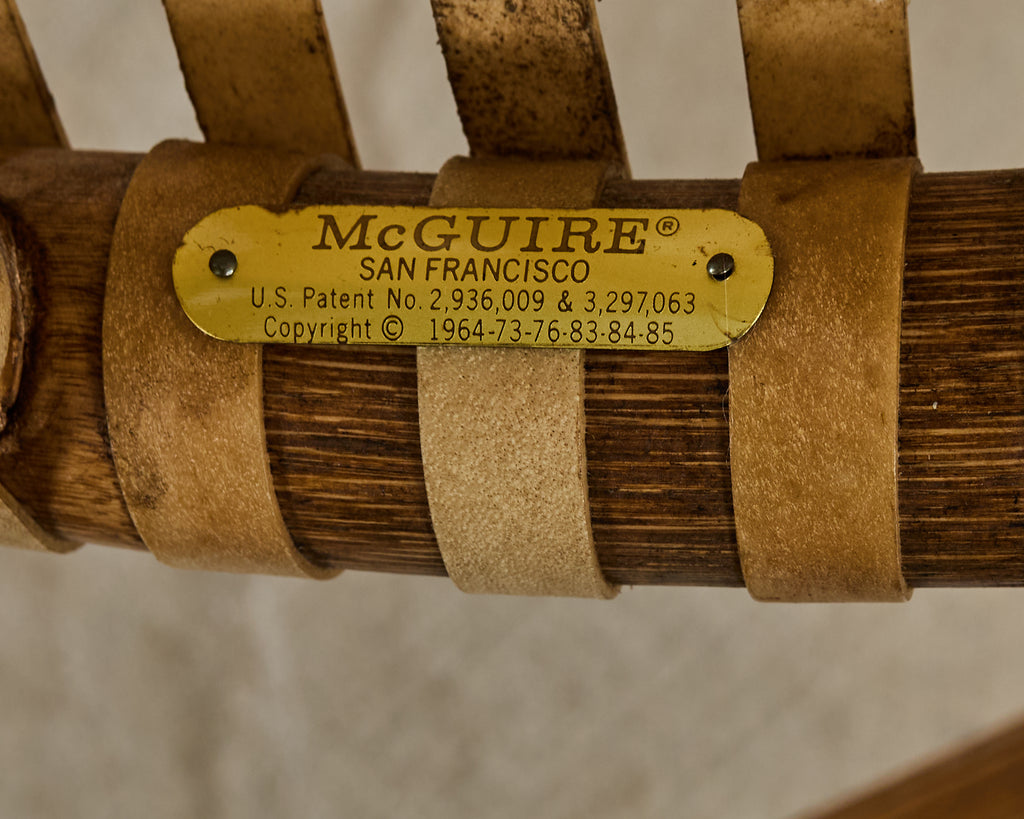 McGUIRE®
SAN FRANCISCO
U.S. Patent No. 2,936,009 & 3,297,063
Copyright © 1964-73-76-83-84-85